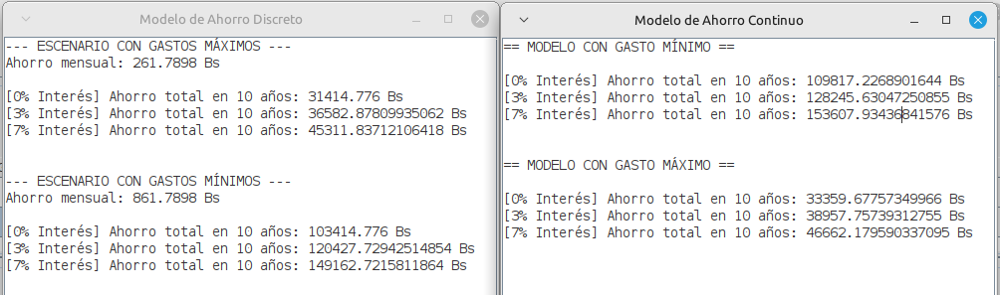 Modelo de Ahorro Discreto
--- ESCENARIO CON GASTOS MÁXIMOS ---
Ahorro mensual: 261.7898 Bs
[0% Interés] Ahorro total en 10 años: 31414.776 Bs
[3% Interés] Ahorro total en 10 años: 36582.87809935062 Bs
[7% Interés] Ahorro total en 10 años: 45311.83712106418 Bs
--- ESCENARIO CON GASTOS MÍNIMOS ---
Ahorro mensual: 861.7898 Bs
[0% Interés] Ahorro total en 10 años: 103414.776 Bs
[3% Interés] Ahorro total en 10 años: 120427.72942514854 Bs
[7% Interés] Ahorro total en 10 años: 149162.7215811864 Bs
Modelo de Ahorro Continuo
== MODELO CON GASTO MÍNIMO ==
[0% Interés] Ahorro total en 10 años: 109817.2268901644 Bs
[3% Interés] Ahorro total en 10 años: 128245.63047250855 Bs
[7% Interés] Ahorro total en 10 años: 153607.93436841576 Bs
== MODELO CON GASTO MÁXIMO ==
[0% Interés] Ahorro total en 10 años: 33359.67757349966 Bs
[3% Interés] Ahorro total en 10 años: 38957.75739312755 Bs
[7% Interés] Ahorro total en 10 años: 46662.179590337095 Bs